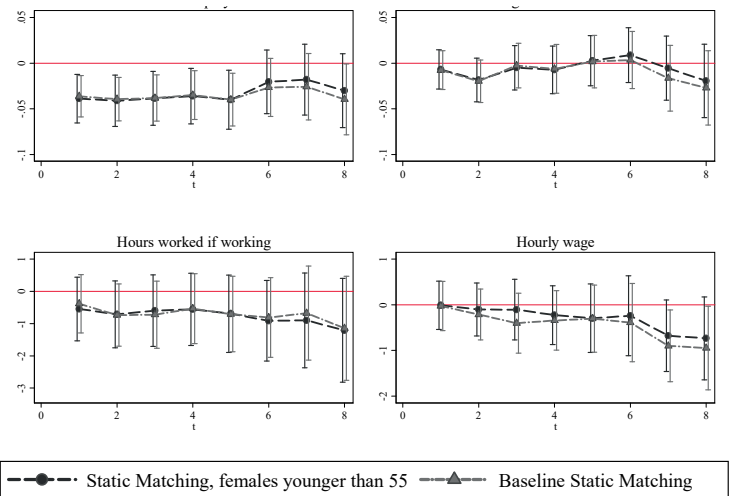 .05
0
-.05
-.1
0 2 4 6 8
t
.05
0
-.05
-.1
0 2 4 6 8
t
Hours worked if working
1
0
-1
-2
-3
0 2 4 6 8
t
Hourly wage
1
0
-1
-2
0 2 4 6 8
t
Static Matching, females younger than 55
Baseline Static Matching